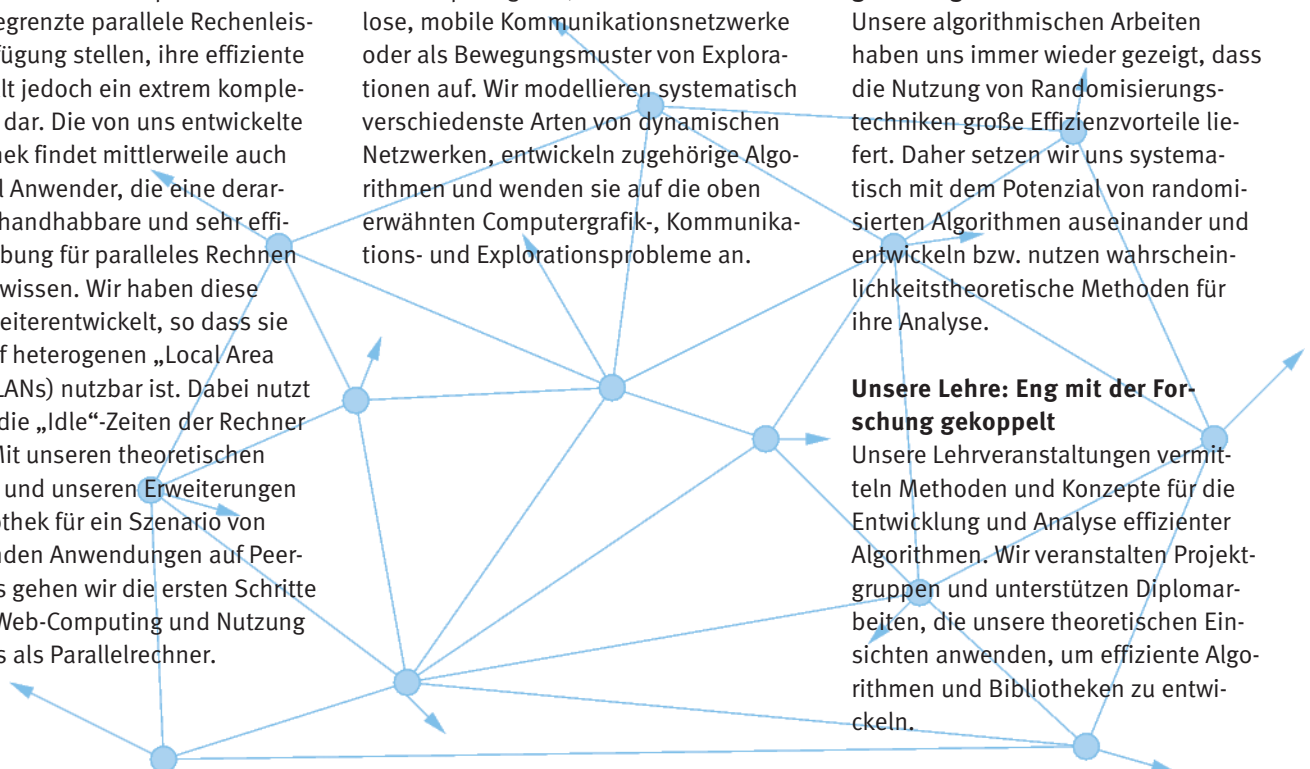 egrenzte parallele Rechenleis-
fügung stellen, ihre effiziente
lt jedoch ein extrem komple-
dar. Die von uns entwickelte
hek findet mittlerweile auch
l Anwender, die eine derar-
handhabbare und sehr effi-
bung für paralleles Rechnen
wissen. Wir haben diese
eiterentwickelt, so dass sie
f heterogenen „Local Area
LANs) nutzbar ist. Dabei nutzt
die „Idle“-Zeiten der Rechner
Mit unseren theoretischen
und unseren Erweiterungen
othek für ein Szenario von
nden Anwendungen auf Peer-
s gehen wir die ersten Schritte
Web-Computing und Nutzung
s als Parallelrechner.
lose, mobile Kommunikationsnetzwerke
oder als Bewegungsmuster von Explora-
tionen auf. Wir modellieren systematisch
verschiedenste Arten von dynamischen
Netzwerken, entwickeln zugehörige Algo-
rithmen und wenden sie auf die oben
erwähnten Computergrafik-, Kommunika-
tions- und Explorationsprobleme an.
Unsere algorithmischen Arbeiten
haben uns immer wieder gezeigt, dass
die Nutzung von Randomisierungs-
techniken große Effizienzvorteile lie-
fert. Daher setzen wir uns systema-
tisch mit dem Potenzial von randomi-
sierten Algorithmen auseinander und
entwickeln bzw. nutzen wahrschein-
lichkeitstheoretische Methoden für
ihre Analyse.
Unsere Lehre: Eng mit der For-
schung gekoppelt
Unsere Lehrveranstaltungen vermit-
teln Methoden und Konzepte für die
Entwicklung und Analyse effizienter
Algorithmen. Wir veranstalten Projekt-
gruppen und unterstützen Diplomar-
beiten, die unsere theoretischen Ein-
sichten anwenden, um effiziente Algo-
rithmen und Bibliotheken zu entwi-
ckeln.